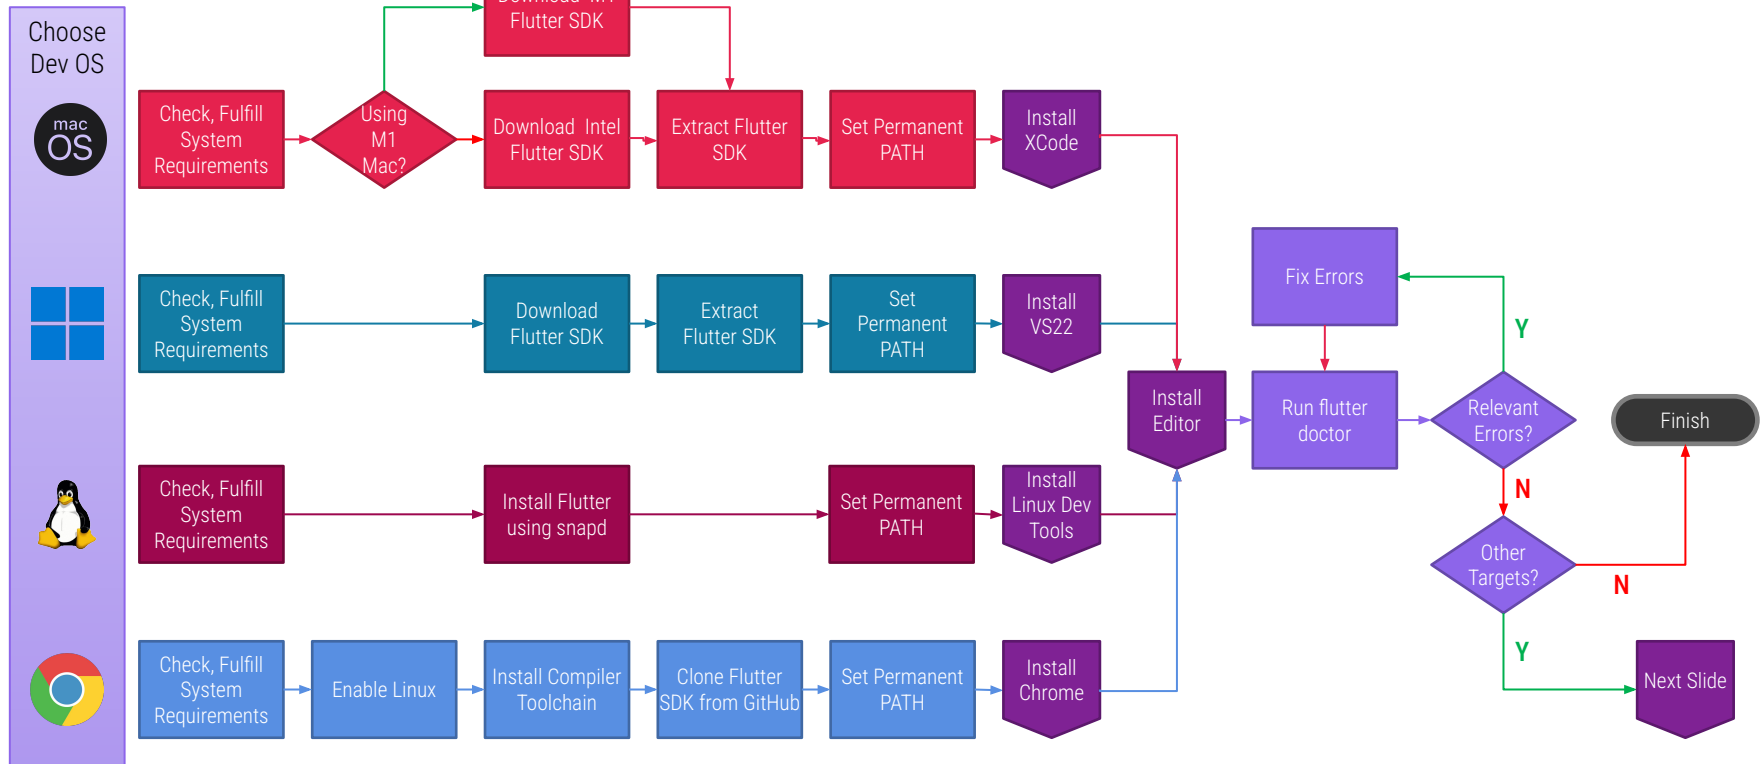 Choose
Dev OS
Download M1
Flutter SDK
mac
OS
Check, Fulfill
System
Requirements
Using
M1
Mac?
Download Intel
Flutter SDK
Extract Flutter
SDK
Set Permanent
PATH
Install
XCode
Check, Fulfill
System
Requirements
Download
Flutter SDK
Extract
Flutter SDK
Set
Permanent
PATH
Install
VS22
Fix Errors
Y
Install
Editor
Run flutter
doctor
Relevant
Errors?
Finish
N
Check, Fulfill
System
Requirements
Install Flutter
using snapd
Set Permanent
PATH
Install
Linux Dev
Tools
Other
Targets?
N
Y
Check, Fulfill
System
Requirements
Enable Linux
Install Compiler
Toolchain
Clone Flutter
SDK from GitHub
Set Permanent
PATH
Install
Chrome
Next Slide